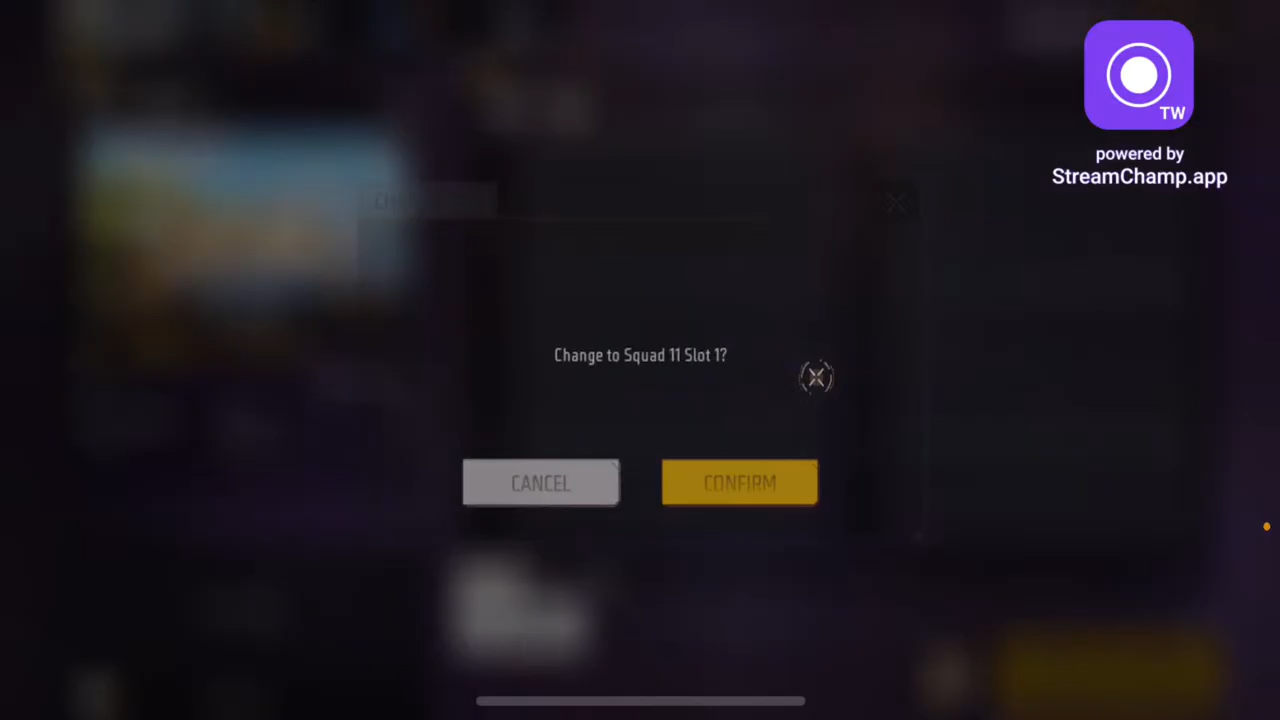 TW
powered by
StreamChamp.app
Change to Squad 11 Slot 1?
CANCEL
CONFIRM